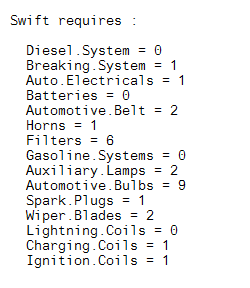 Swift requires :
Diesel.System = 0
Breaking.System = 1
Auto.Electricals = 1
Batteries = 0
Automotive.Belt = 2
Horns = 1
Filters = 6
Gasoline.Systems = 0
Auxiliary.Lamps = 2
Automotive.Bulbs = 9
Spark.Plugs = 1
Wiper.Blades = 2
Lightning.Coils = 0
Charging.Coils = 1
Ignition.Coils = 1